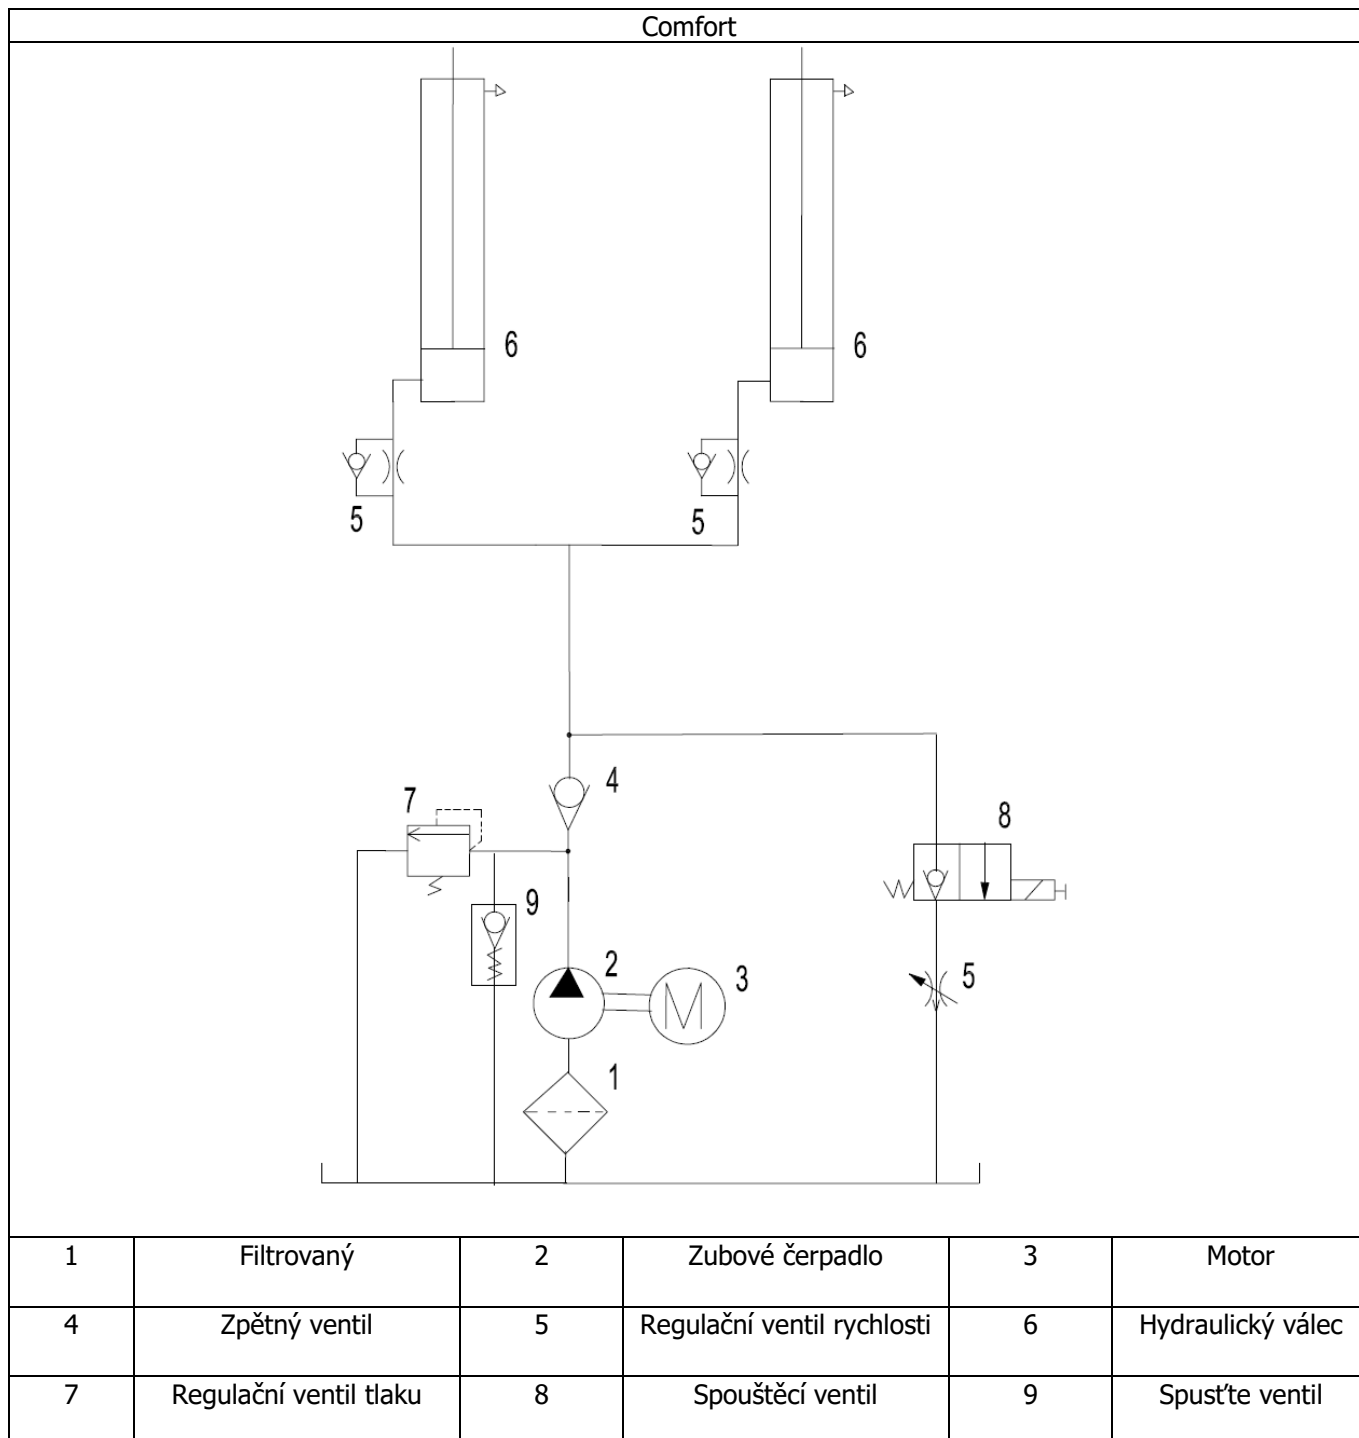 Comfort
6
6
5
5
4
7
8
9
2
3
M
5
1
1 Filtrovaný 2 Zubové čerpadlo 3 Motor
4 Zpětný ventil 5 Regulační ventil rychlosti 6 Hydraulický válec
7 Regulační ventil tlaku 8 Spouštěcí ventil 9 Spusťte ventil